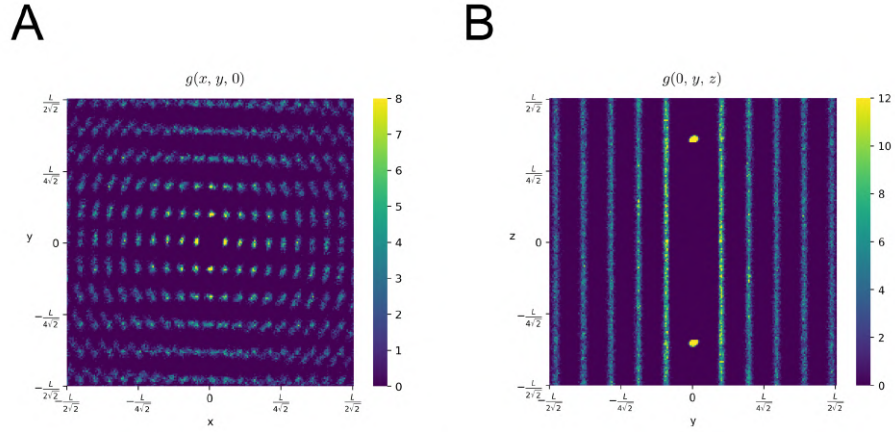 A
B
g(x, y, 0)
g(0, y, z)
L/2√2
L/4√2
y
0
−L/4√2
−L/2√2
−L/2√2
−L/4√2
0
L/4√2
L/2√2
x
8
7
6
5
4
3
2
1
0
L/2√2
L/4√2
z
0
−L/4√2
−L/2√2
−L/2√2
−L/4√2
0
L/4√2
L/2√2
y
12
10
8
6
4
2
0